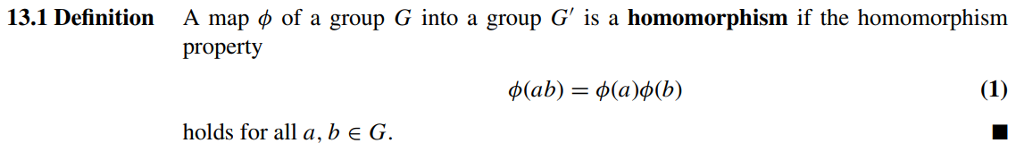 13.1 Definition A map ϕ of a group G into a group G′ is a homomorphism if the homomorphism
property
ϕ(ab) = ϕ(a)ϕ(b) (1)
holds for all a, b ∈ G. ■